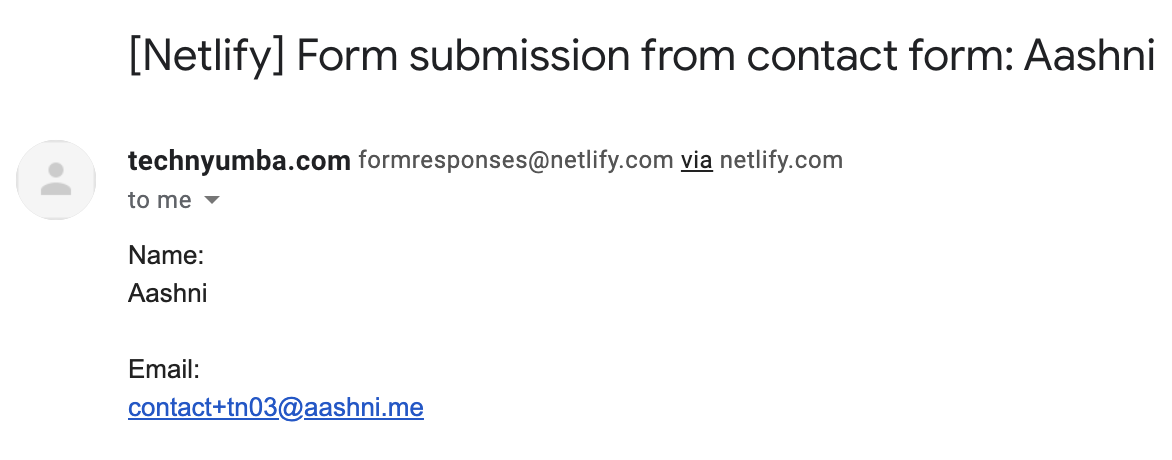 [Netlify] Form submission from contact form: Aashni
technyumba.com formresponses@netlify.com via netlify.com
to me
Name:
Aashni
Email:
contact+tn03@aashni.me